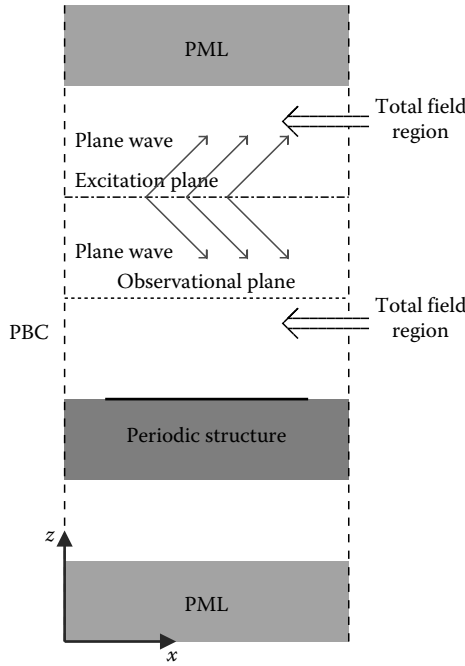 PML
Total field
region
Plane wave
Excitation plane
Plane wave
Observational plane
Total field
region
PBC
Periodic structure
z
PML
x